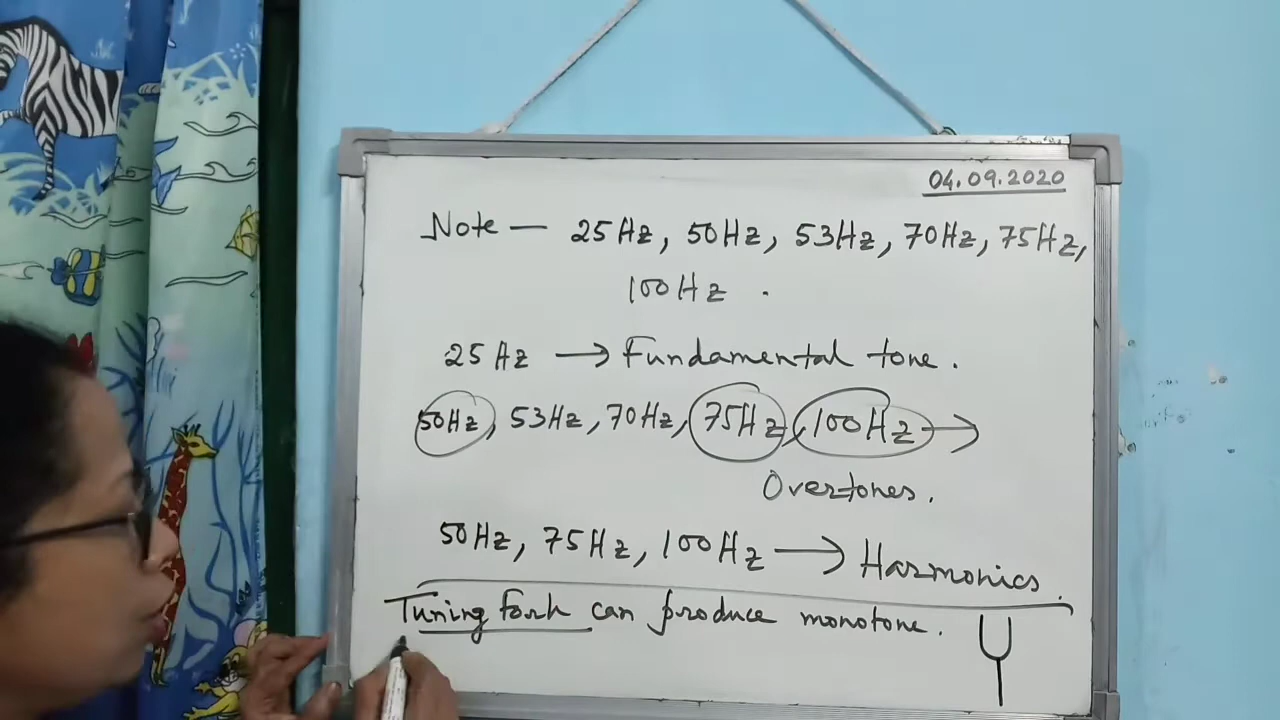 04.09.2020
Note — 25Hz, 50Hz, 53Hz, 70Hz, 75Hz,
100Hz .
25Hz → Fundamental tone.
50Hz, 53Hz, 70Hz, 75Hz, 100Hz →
Overtones.
50Hz, 75Hz, 100Hz → Harmonics.
Tuning fork can produce monotone.